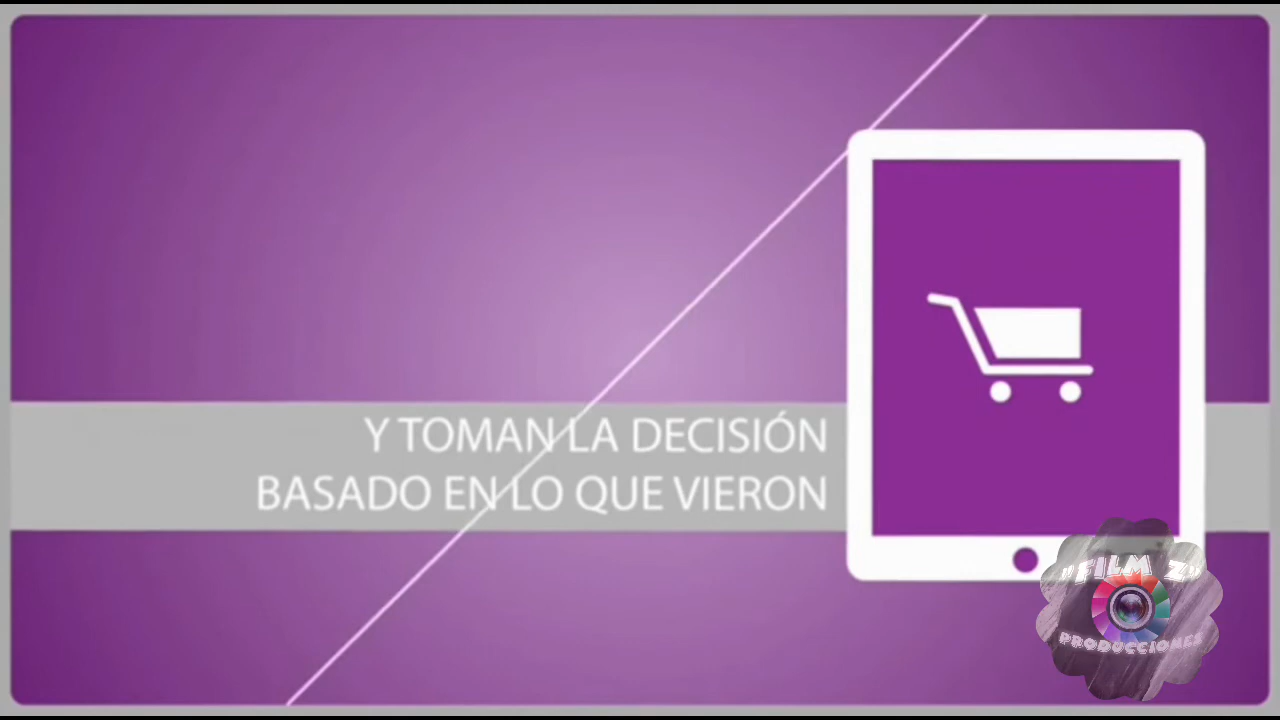 Y TOMAN LA DECISIÓN
BASADO EN LO QUE VIERON
"FILM Z"
PRODUCCIONES